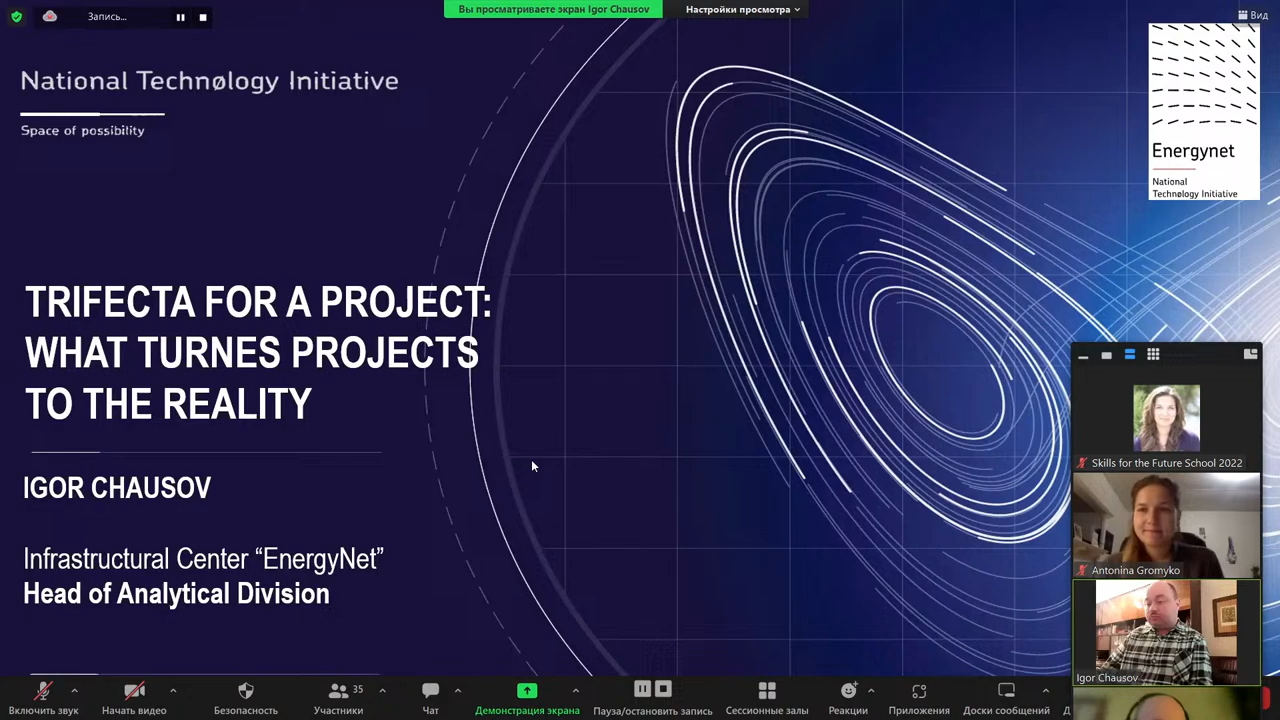 Запись...
Вы просматриваете экран Igor Chausov
Настройки просмотра
Вид
National Technølogy Initiative
Space of possibility
Energynet
National
Technølogy Initiative
TRIFECTA FOR A PROJECT:
WHAT TURNES PROJECTS
TO THE REALITY
IGOR CHAUSOV
Infrastructural Center “EnergyNet”
Head of Analytical Division
Skills for the Future School 2022
Antonina Gromyko
Igor Chausov
Включить звук
Начать видео
Безопасность
35
Участники
Чат
Демонстрация экрана
Пауза/остановить запись
Сессионные залы
Реакции
Приложения
Доски сообщений
Д